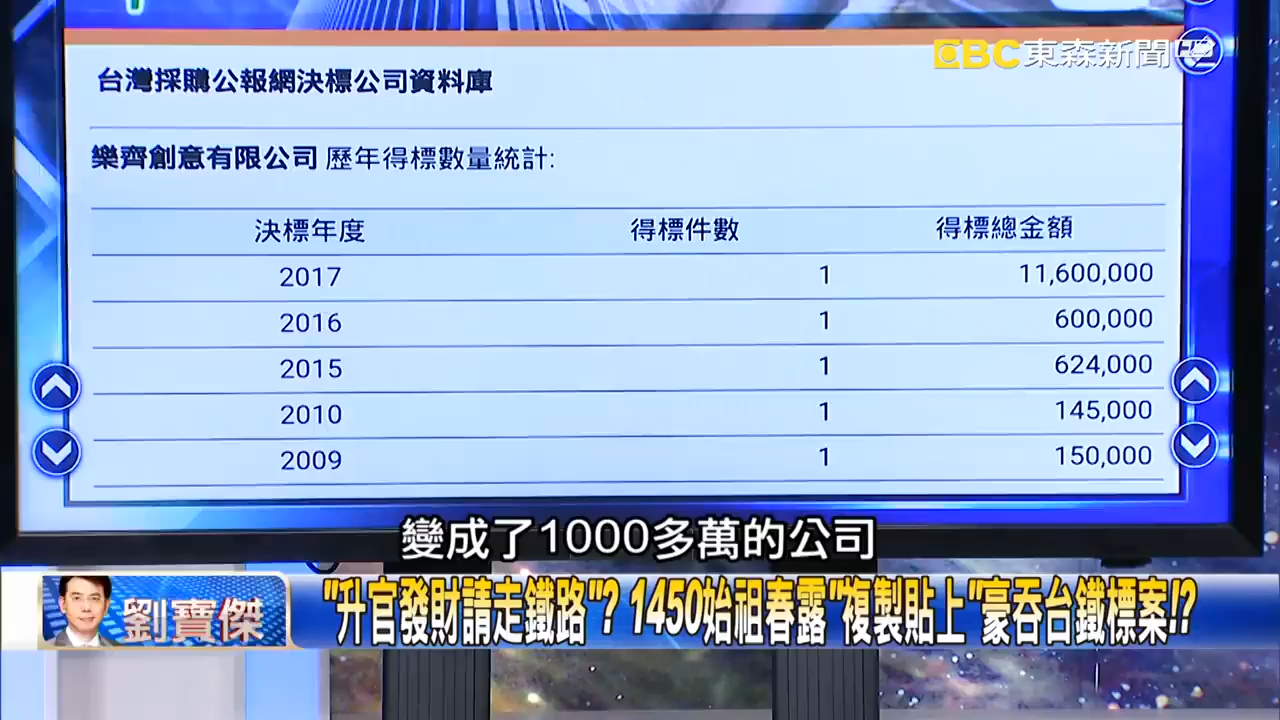 EBC東森新聞HD
台灣採購公報網決標公司資料庫
樂齊創意有限公司 歷年得標數量統計:
決標年度 得標件數 得標總金額
2017 1 11,600,000
2016 1 600,000
2015 1 624,000
2010 1 145,000
2009 1 150,000
變成了1000多萬的公司
劉寶傑
"升官發財請走鐵路"? 1450始祖春露"複製貼上"豪吞台鐵標案!?